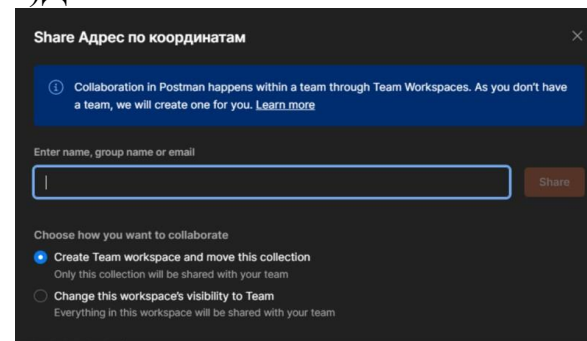 Share Адрес по координатам
Collaboration in Postman happens within a team through Team Workspaces. As you don't have
a team, we will create one for you. Learn more
Enter name, group name or email
Share
Choose how you want to collaborate
Create Team workspace and move this collection
Only this collection will be shared with your team
Change this workspace's visibility to Team
Everything in this workspace will be shared with your team